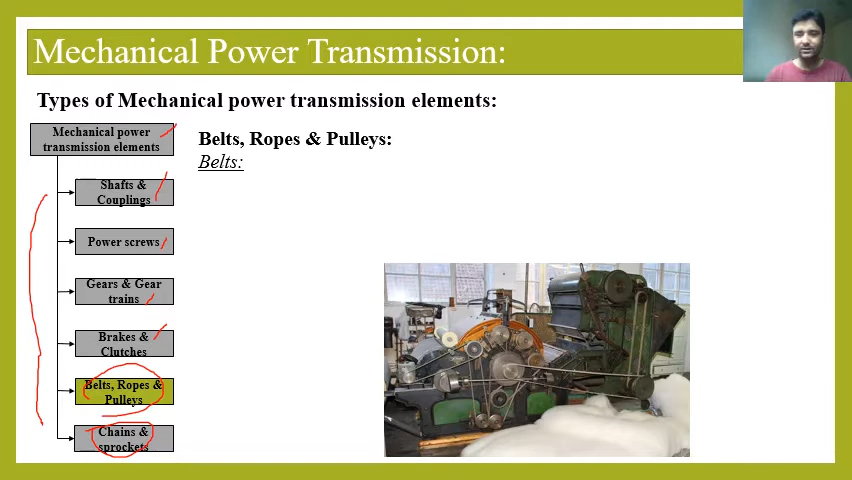 Mechanical Power Transmission:
Types of Mechanical power transmission elements:
Mechanical power
transmission elements
Shafts &
Couplings
Power screws
Gears & Gear
trains
Brakes &
Clutches
Belts, Ropes &
Pulleys
Chains &
sprockets
Belts, Ropes & Pulleys:
Belts: